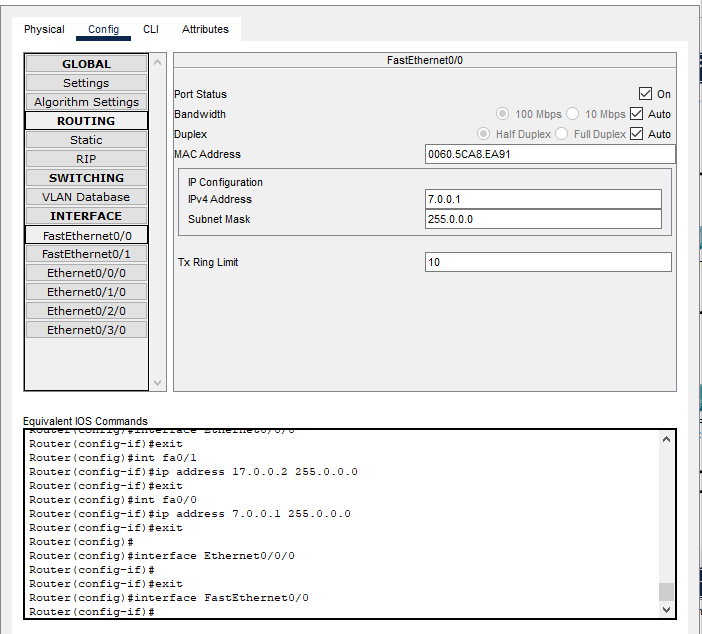 Physical Config CLI Attributes
GLOBAL
Settings
Algorithm Settings
ROUTING
Static
RIP
SWITCHING
VLAN Database
INTERFACE
FastEthernet0/0
FastEthernet0/1
Ethernet0/0/0
Ethernet0/1/0
Ethernet0/2/0
Ethernet0/3/0
FastEthernet0/0
Port Status On
Bandwidth 100 Mbps 10 Mbps Auto
Duplex Half Duplex Full Duplex Auto
MAC Address 0060.5CA8.EA91
IP Configuration
IPv4 Address 7.0.0.1
Subnet Mask 255.0.0.0
Tx Ring Limit 10
Equivalent IOS Commands
Router(config)#interface Ethernet0/0/0
Router(config-if)#exit
Router(config)#int fa0/1
Router(config-if)#ip address 17.0.0.2 255.0.0.0
Router(config-if)#exit
Router(config)#int fa0/0
Router(config-if)#ip address 7.0.0.1 255.0.0.0
Router(config-if)#exit
Router(config)#
Router(config)#interface Ethernet0/0/0
Router(config-if)#
Router(config-if)#exit
Router(config)#interface FastEthernet0/0
Router(config-if)#